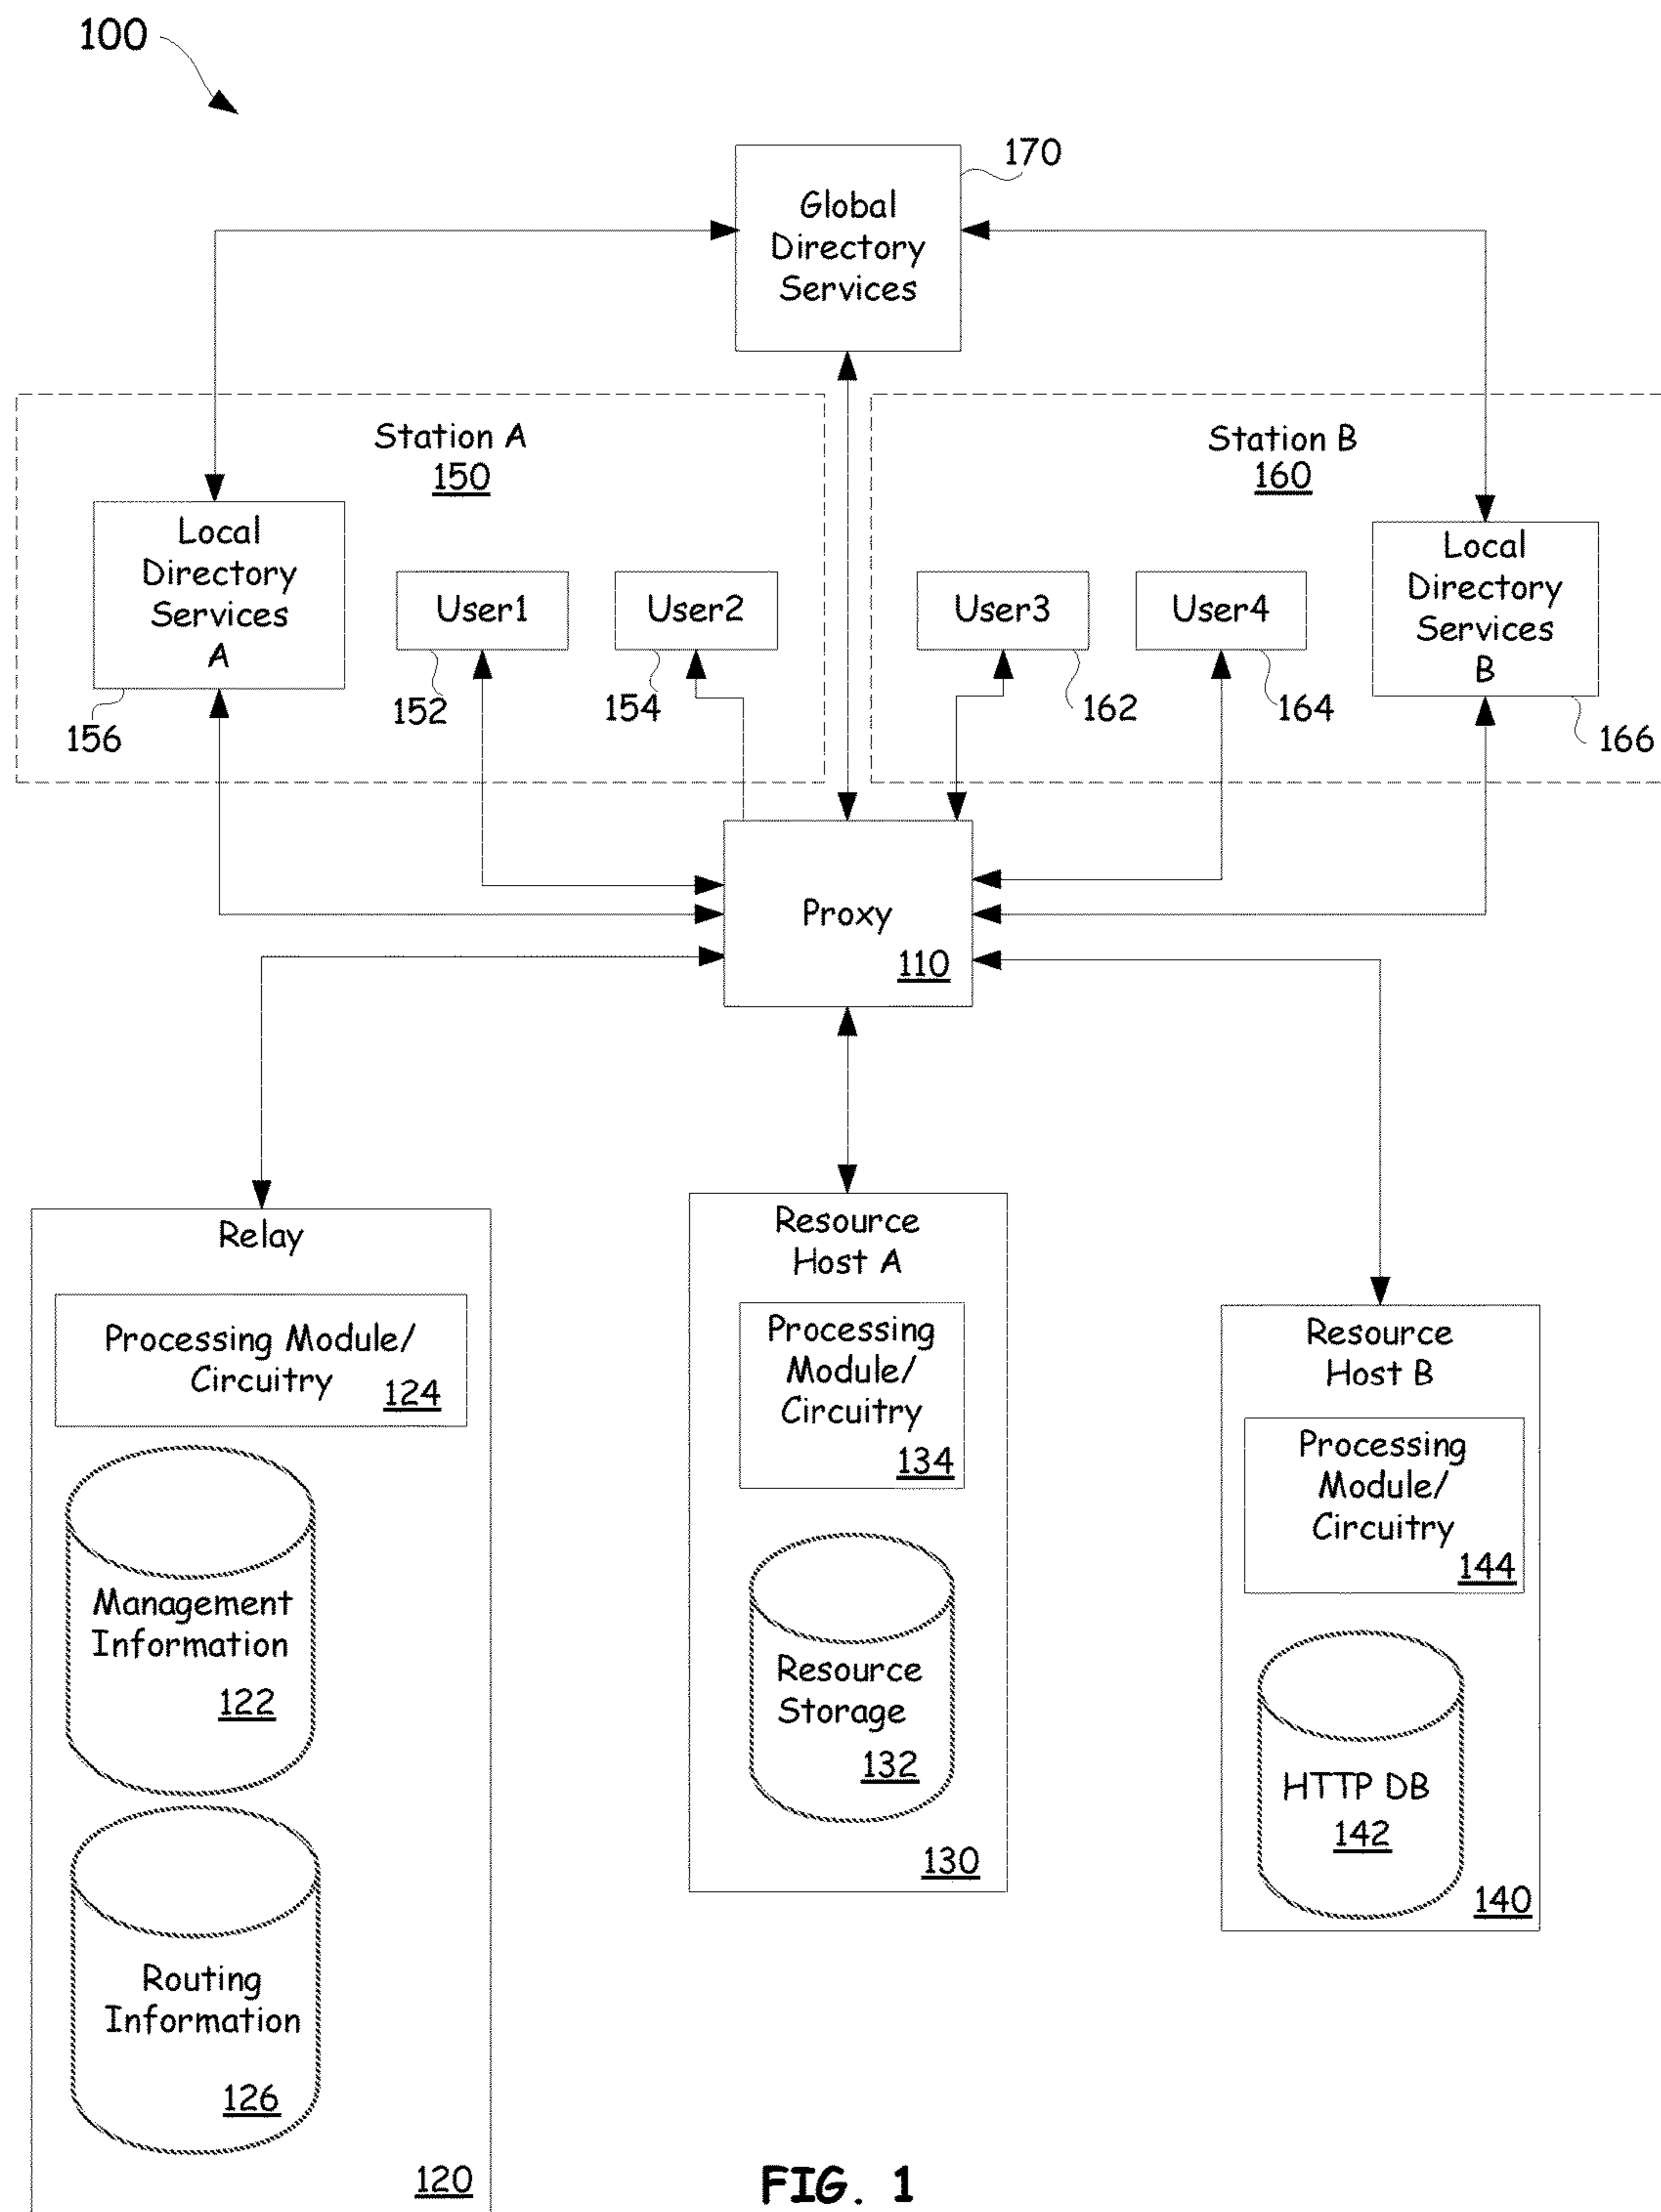 100
170
Global
Directory
Services
Station A
150
Station B
160
Local
Directory
Services
A
156
User1
152
User2
154
User3
162
User4
164
Local
Directory
Services
B
166
Proxy
110
Relay
Processing Module/
Circuitry
124
Management
Information
122
Routing
Information
126
120
Resource
Host A
Processing
Module/
Circuitry
134
Resource
Storage
132
130
Resource
Host B
Processing
Module/
Circuitry
144
HTTP DB
142
140
FIG. 1